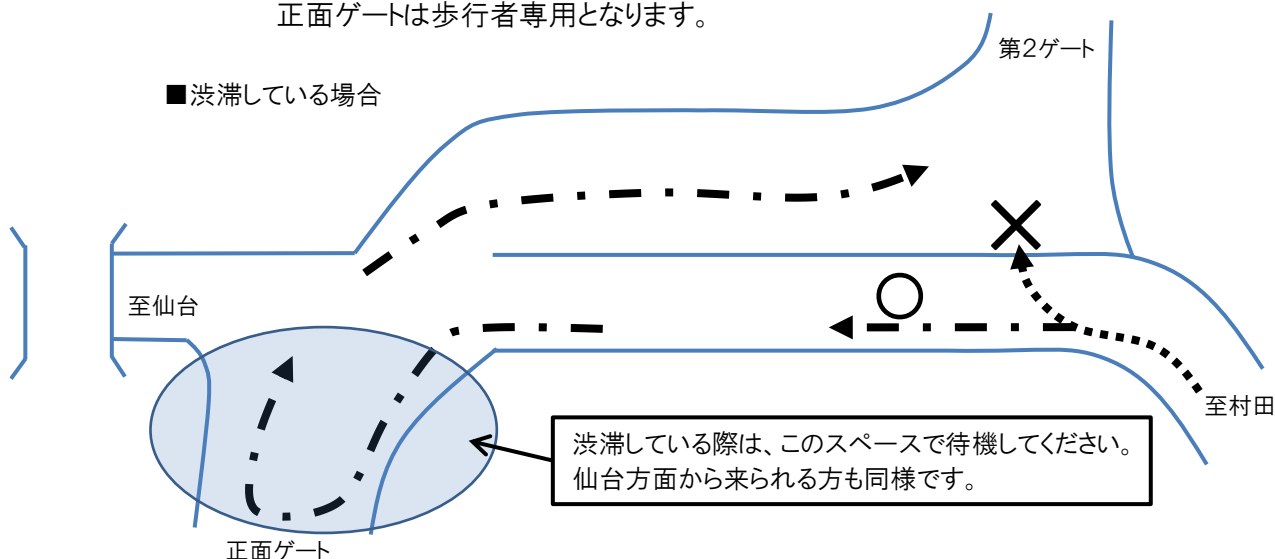 正面ゲートは歩行者専用となります。
第2ゲート
■渋滞している場合
至仙台
至村田
渋滞している際は、このスペースで待機してください。
仙台方面から来られる方も同様です。
正面ゲート